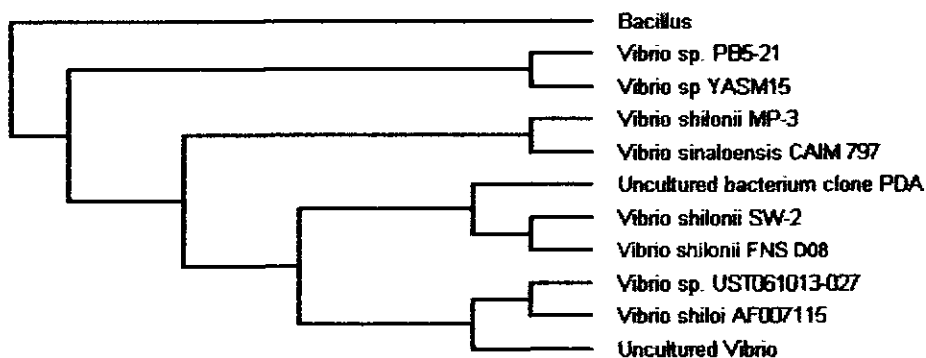 Bacillus
Vibrio sp. PB5-21
Vibrio sp YASM15
Vibrio shilonii MP-3
Vibrio sinaloensis CAIM 797
Uncultured bacterium clone PDA
Vibrio shilonii SW-2
Vibrio shilonii FNS D08
Vibrio sp. UST061013-027
Vibrio shiloi AF007115
Uncultured Vibrio